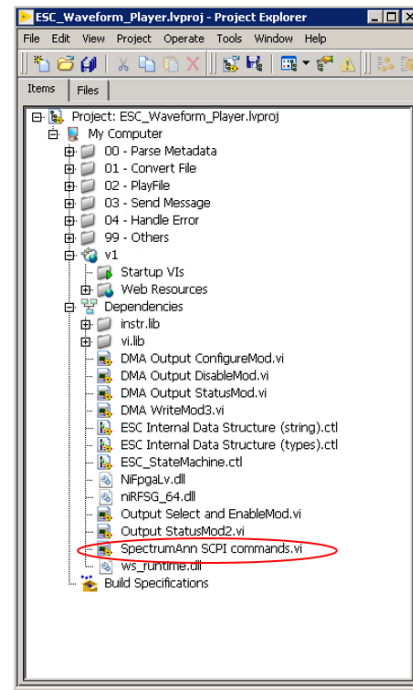 ESC_Waveform_Player.lvproj - Project Explorer
File Edit View Project Operate Tools Window Help
Items Files
Project: ESC_Waveform_Player.lvproj
My Computer
00 - Parse Metadata
01 - Convert File
02 - PlayFile
03 - Send Message
04 - Handle Error
99 - Others
v1
Startup VIs
Web Resources
Dependencies
instr.lib
vi.lib
DMA Output ConfigureMod.vi
DMA Output DisableMod.vi
DMA Output StatusMod.vi
DMA WriteMod3.vi
ESC Internal Data Structure (string).ctl
ESC Internal Data Structure (types).ctl
ESC_StateMachine.ctl
NiFpgaLv.dll
niRFSG_64.dll
Output Select and EnableMod.vi
Output StatusMod2.vi
SpectrumAnn SCPI commands.vi
ws_runtime.dll
Build Specifications